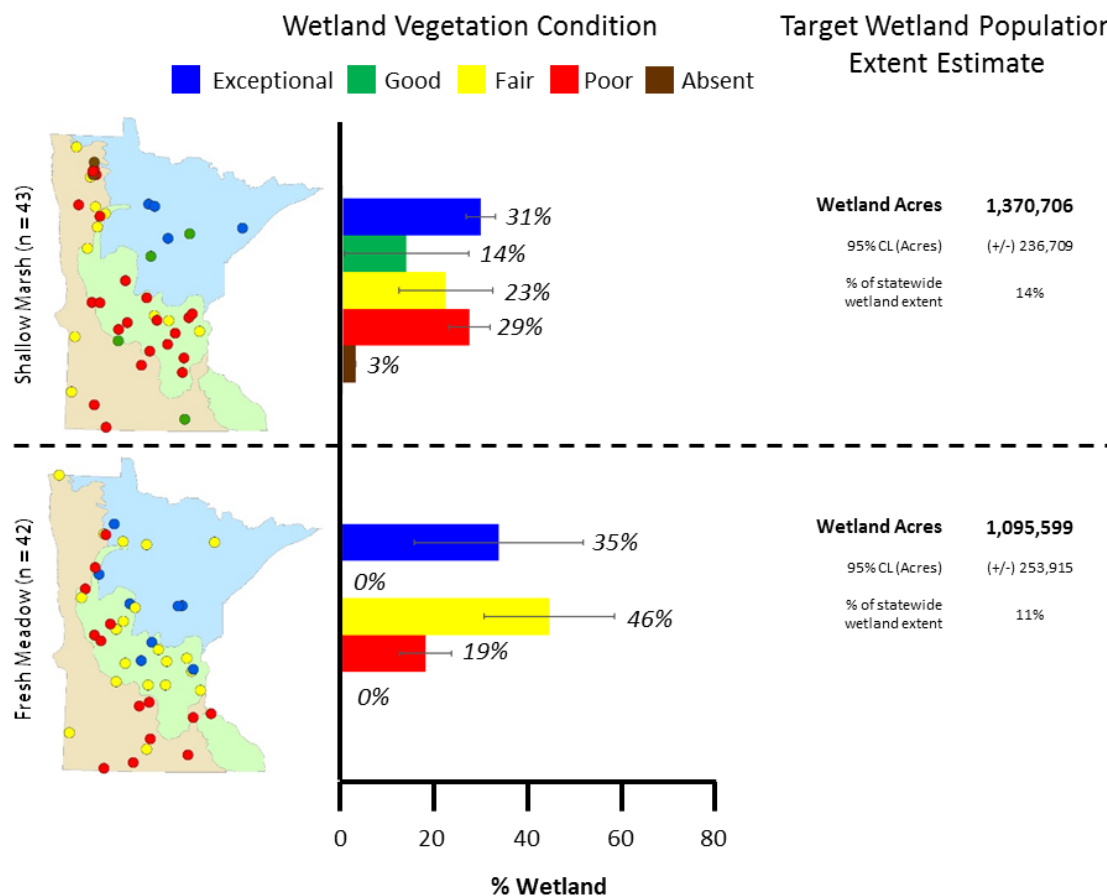 Wetland Vegetation Condition
Target Wetland Population
Extent Estimate
Exceptional Good Fair Poor Absent
Shallow Marsh (n = 43)
31%
14%
23%
29%
3%
Wetland Acres 1,370,706
95% CL (Acres) (+/-) 236,709
% of statewide
wetland extent 14%
Fresh Meadow (n = 42)
35%
0%
46%
19%
0%
Wetland Acres 1,095,599
95% CL (Acres) (+/-) 253,915
% of statewide
wetland extent 11%
0 20 40 60 80
% Wetland